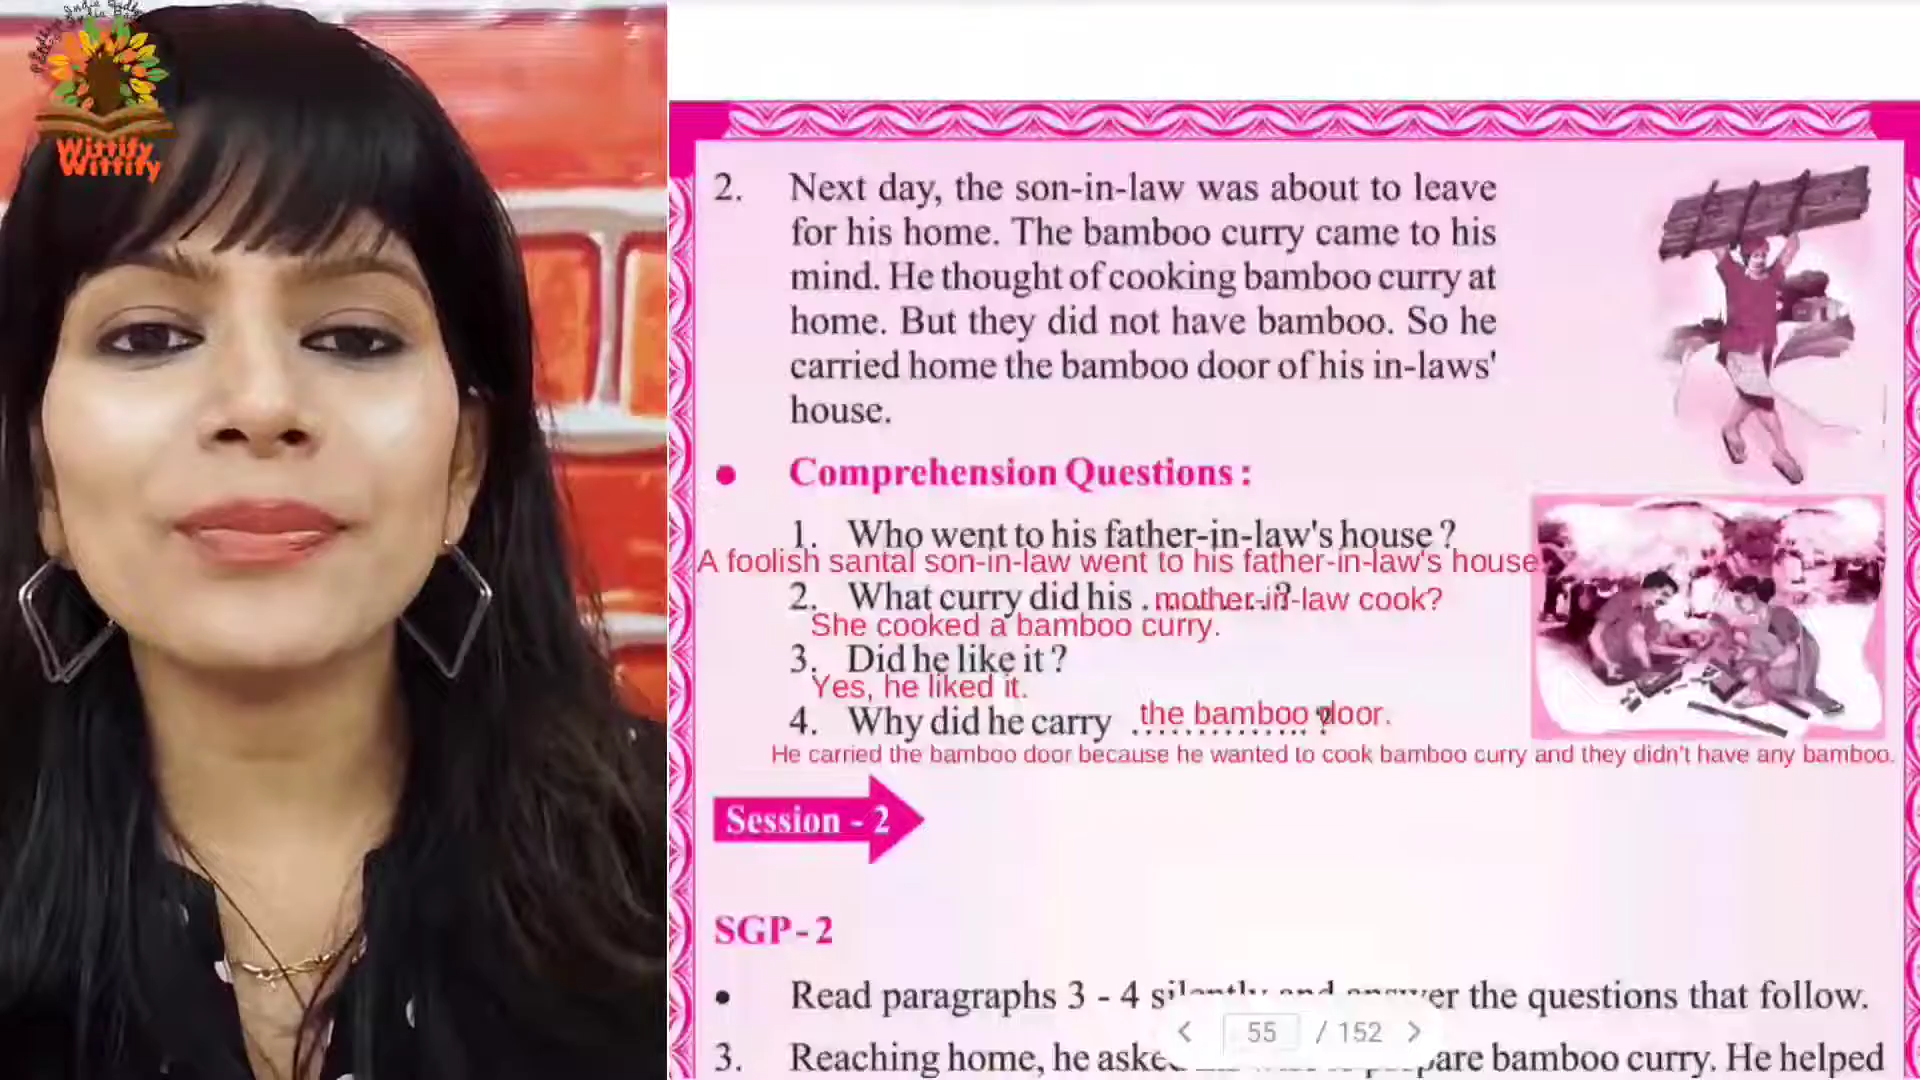 Wittify
Wittify
2. Next day, the son-in-law was about to leave
for his home. The bamboo curry came to his
mind. He thought of cooking bamboo curry at
home. But they did not have bamboo. So he
carried home the bamboo door of his in-laws'
house.
• Comprehension Questions :
1. Who went to his father-in-law's house ?
A foolish santal son-in-law went to his father-in-law's house
2. What curry did his ............? mother-in-law cook?
She cooked a bamboo curry.
3. Did he like it ?
Yes, he liked it.
4. Why did he carry .............. ? the bamboo door.
He carried the bamboo door because he wanted to cook bamboo curry and they didn't have any bamboo.
Session - 2
SGP - 2
• Read paragraphs 3 - 4 silently and answer the questions that follow.
55 / 152
3. Reaching home, he bamboo curry. He helped